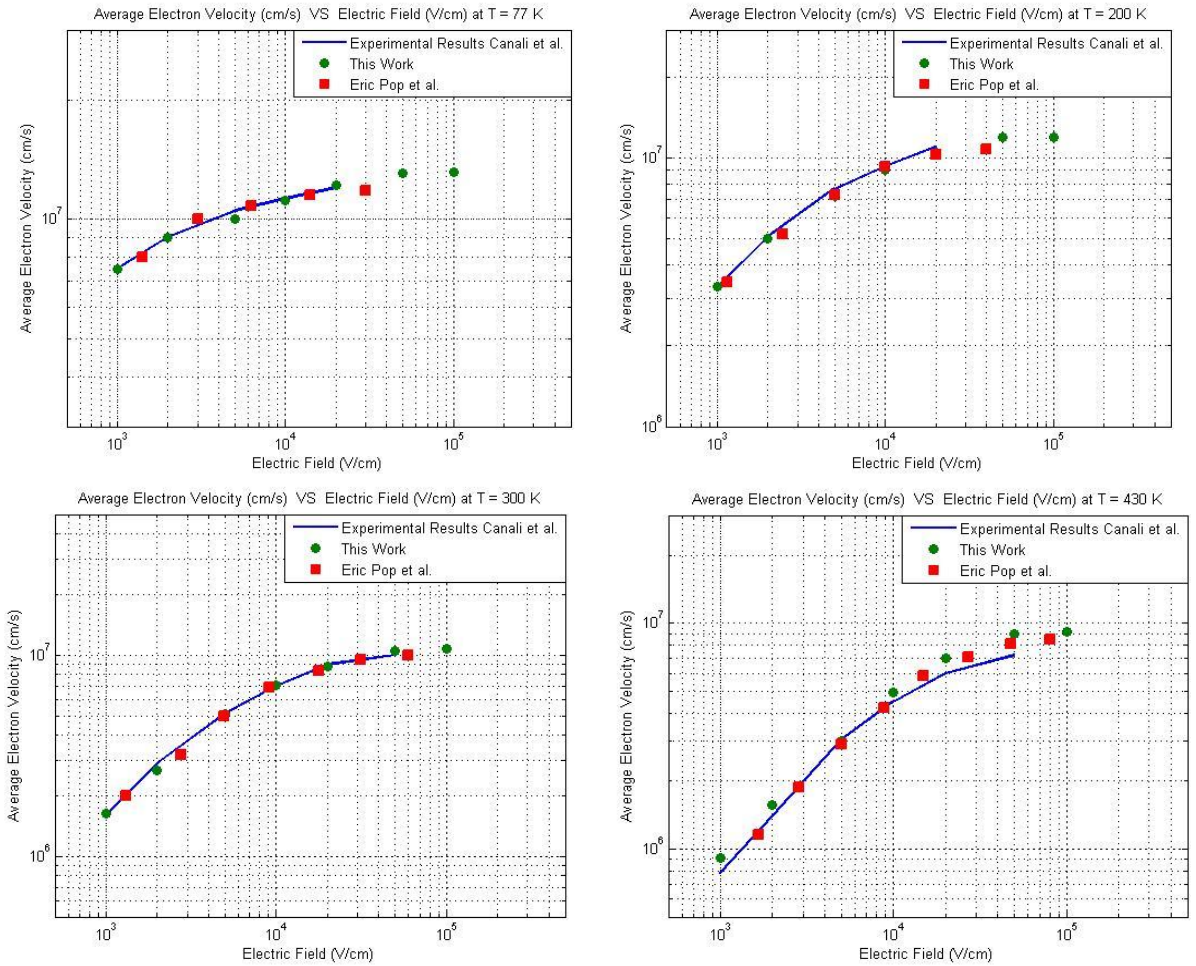 Average Electron Velocity (cm/s)  VS  Electric Field (V/cm) at T = 77 K
Experimental Results Canali et al.
This Work
Eric Pop et al.
Average Electron Velocity (cm/s)
10^7
10^3
10^4
10^5
Electric Field (V/cm)
Average Electron Velocity (cm/s)  VS  Electric Field (V/cm) at T = 200 K
Experimental Results Canali et al.
This Work
Eric Pop et al.
Average Electron Velocity (cm/s)
10^7
10^6
10^3
10^4
10^5
Electric Field (V/cm)
Average Electron Velocity (cm/s)  VS  Electric Field (V/cm) at T = 300 K
Experimental Results Canali et al.
This Work
Eric Pop et al.
Average Electron Velocity (cm/s)
10^7
10^6
10^3
10^4
10^5
Electric Field (V/cm)
Average Electron Velocity (cm/s)  VS  Electric Field (V/cm) at T = 430 K
Experimental Results Canali et al.
This Work
Eric Pop et al.
Average Electron Velocity (cm/s)
10^7
10^6
10^3
10^4
10^5
Electric Field (V/cm)